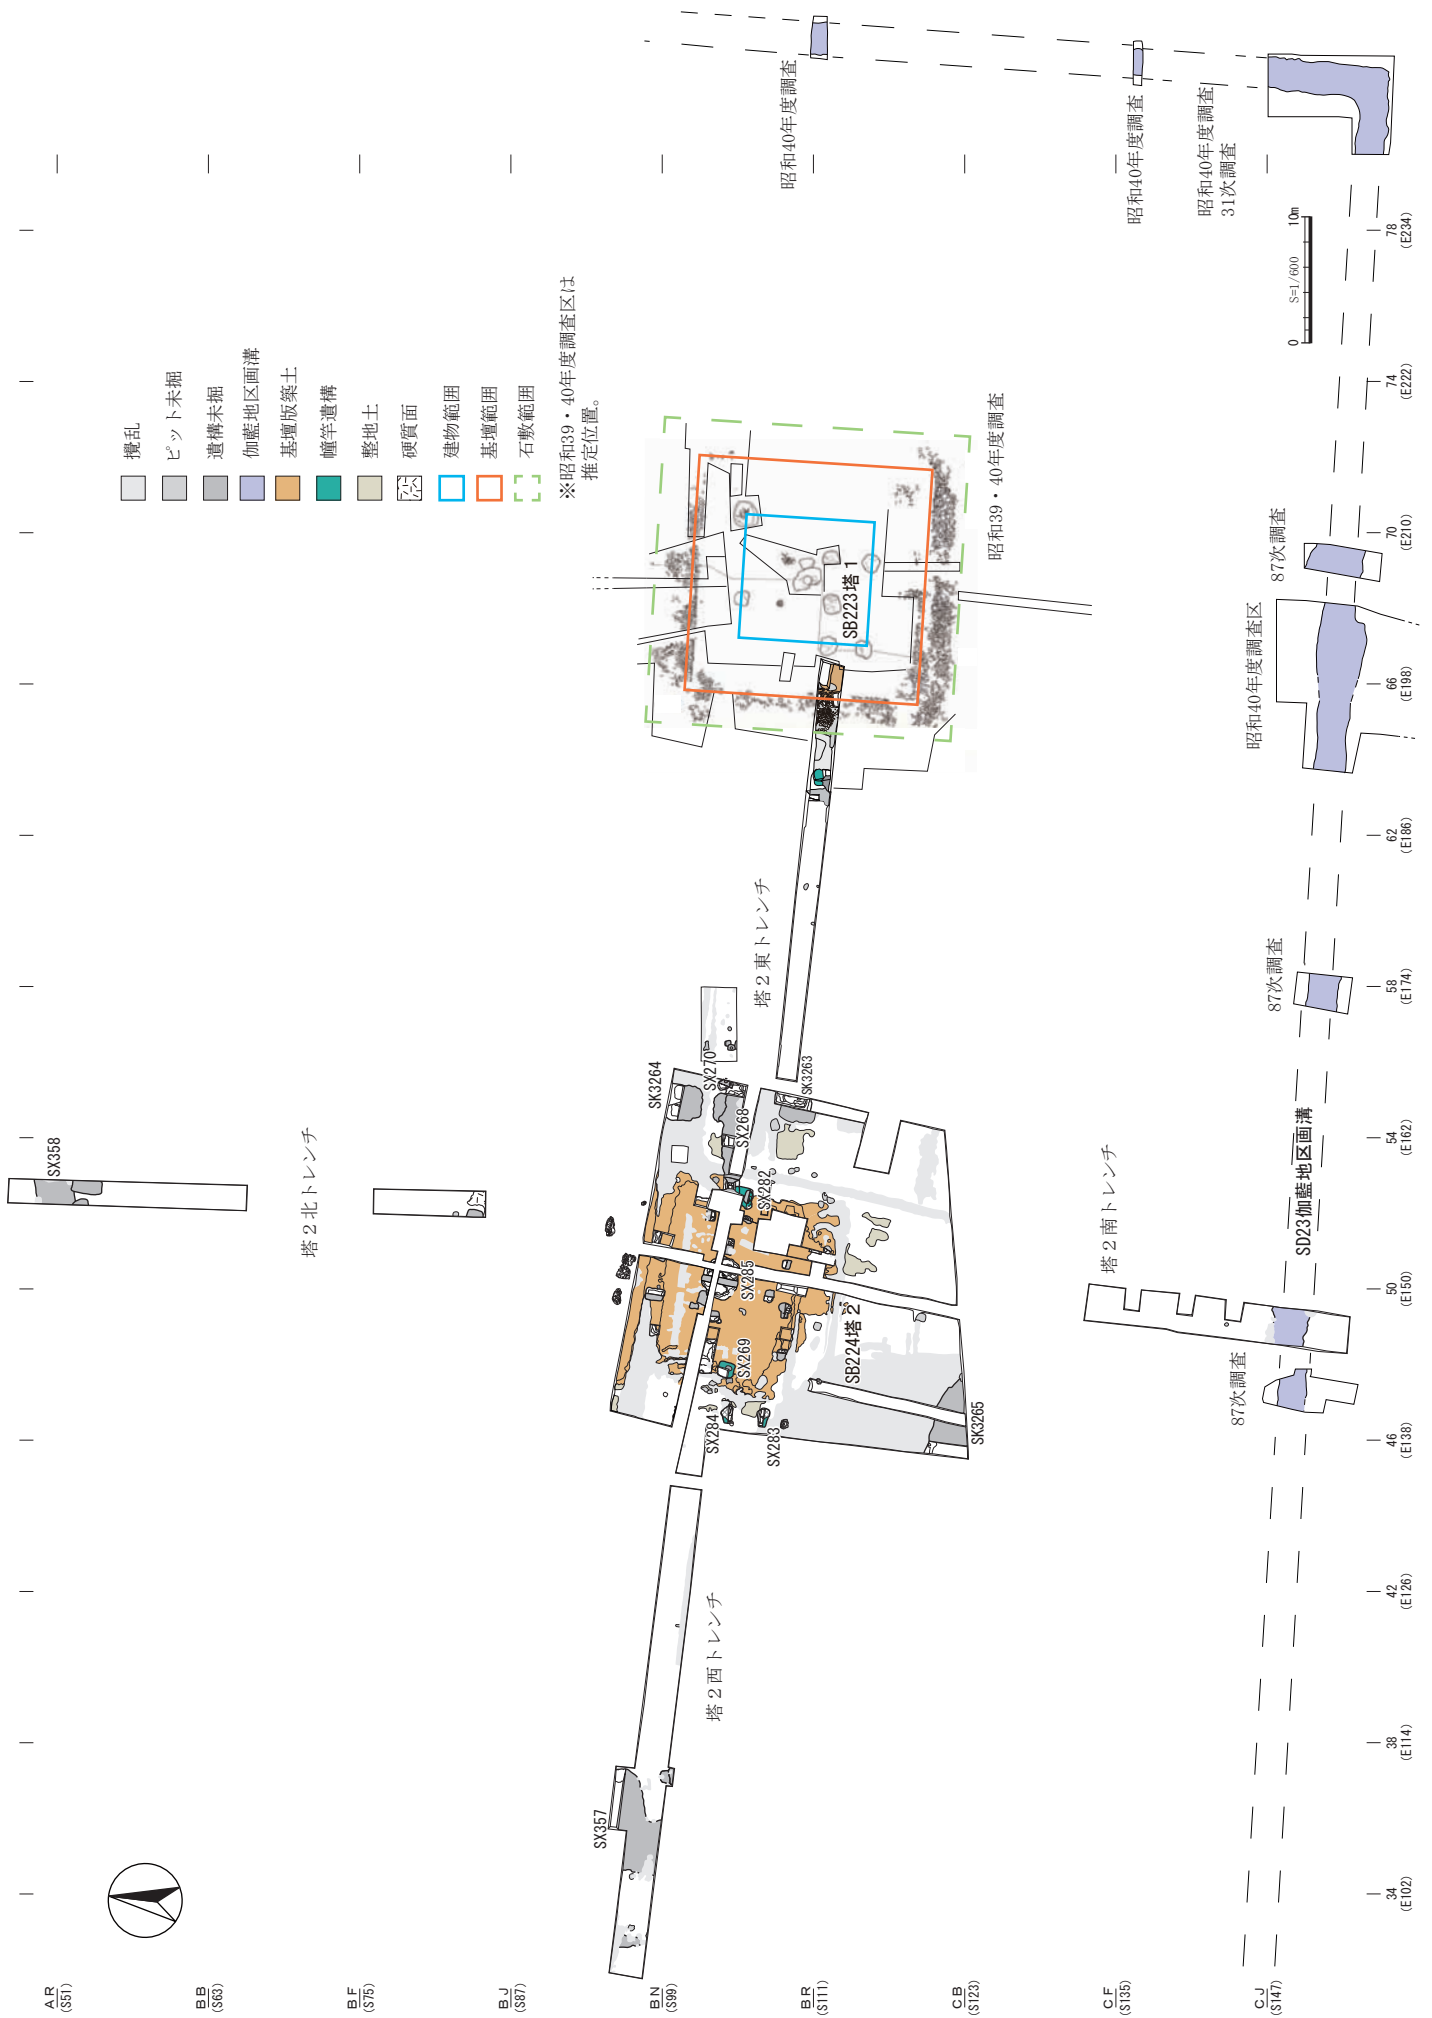 攪乱
ピット未掘
遺構未掘
伽藍地区画溝
基壇版築土
幢竿遺構
整地土
硬質面
建物範囲
基壇範囲
石敷範囲
※昭和39・40年度調査区は
推定位置。
昭和40年度調査
昭和40年度調査
昭和40年度調査
31次調査
0
S=1/600
10m
昭和39・40年度調査
SB223塔1
87次調査
昭和40年度調査区
塔2東トレンチ
87次調査
SK3264
SX270
SK3263
SX268
SX282
SX285
SX269
SB224塔2
SX284
SX283
SK3265
SX358
塔2北トレンチ
塔2南トレンチ
SD23伽藍地区画溝
87次調査
塔2西トレンチ
SX357
AR
(S51)
BB
(S63)
BF
(S75)
BJ
(S87)
BN
(S99)
BR
(S111)
CB
(S123)
CF
(S135)
CJ
(S147)
34
(E102)
38
(E114)
42
(E126)
46
(E138)
50
(E150)
54
(E162)
58
(E174)
62
(E186)
66
(E198)
70
(E210)
74
(E222)
78
(E234)